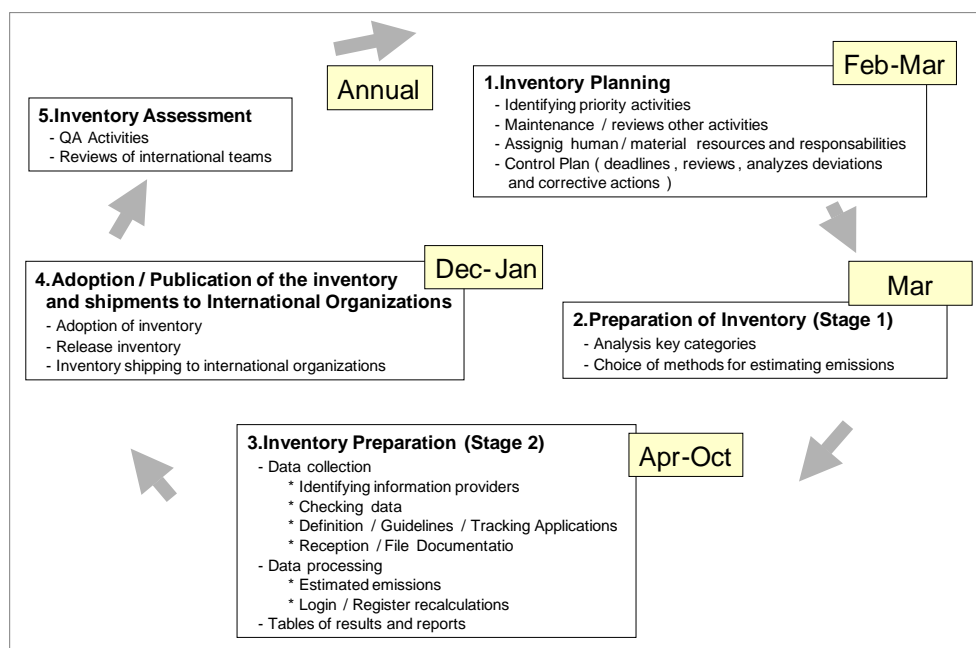 Annual
5.Inventory Assessment
- QA Activities
- Reviews of international teams
Feb-Mar
1.Inventory Planning
- Identifying priority activities
- Maintenance / reviews other activities
- Assignig human / material resources and responsabilities
- Control Plan ( deadlines , reviews , analyzes deviations
and corrective actions )
Mar
2.Preparation of Inventory (Stage 1)
- Analysis key categories
- Choice of methods for estimating emissions
Apr-Oct
3.Inventory Preparation (Stage 2)
- Data collection
* Identifying information providers
* Checking data
* Definition / Guidelines / Tracking Applications
* Reception / File Documentatio
- Data processing
* Estimated emissions
* Login / Register recalculations
- Tables of results and reports
Dec-Jan
4.Adoption / Publication of the inventory
and shipments to International Organizations
- Adoption of inventory
- Release inventory
- Inventory shipping to international organizations